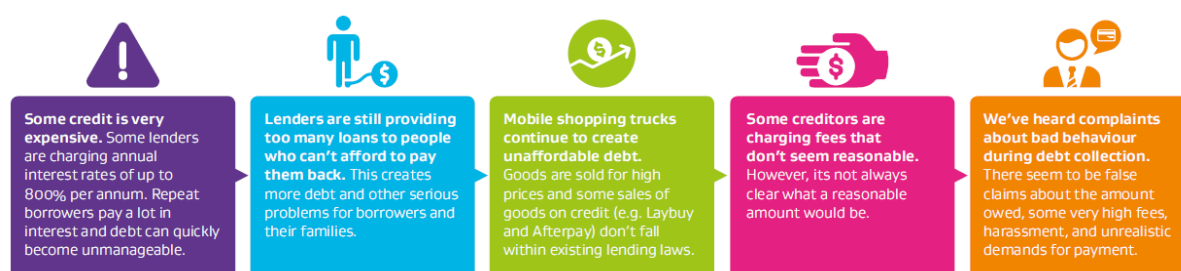 Some credit is very
expensive. Some lenders
are charging annual
interest rates of up to
800% per annum. Repeat
borrowers pay a lot in
interest and debt can quickly
become unmanageable.
Lenders are still providing
too many loans to people
who can't afford to pay
them back. This creates
more debt and other serious
problems for borrowers and
their families.
Mobile shopping trucks
continue to create
unaffordable debt.
Goods are sold for high
prices and some sales of
goods on credit (e.g. Laybuy
and Afterpay) don't fall
within existing lending laws.
Some creditors are
charging fees that
don't seem reasonable.
However, its not always
clear what a reasonable
amount would be.
We've heard complaints
about bad behaviour
during debt collection.
There seem to be false
claims about the amount
owed, some very high fees,
harassment, and unrealistic
demands for payment.